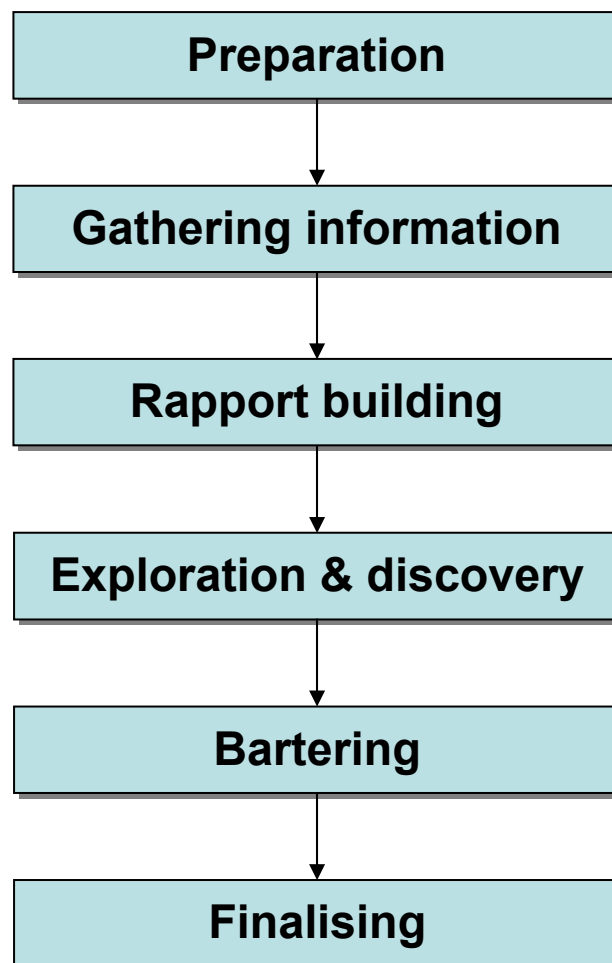 Preparation
Gathering information
Rapport building
Exploration & discovery
Bartering
Finalising